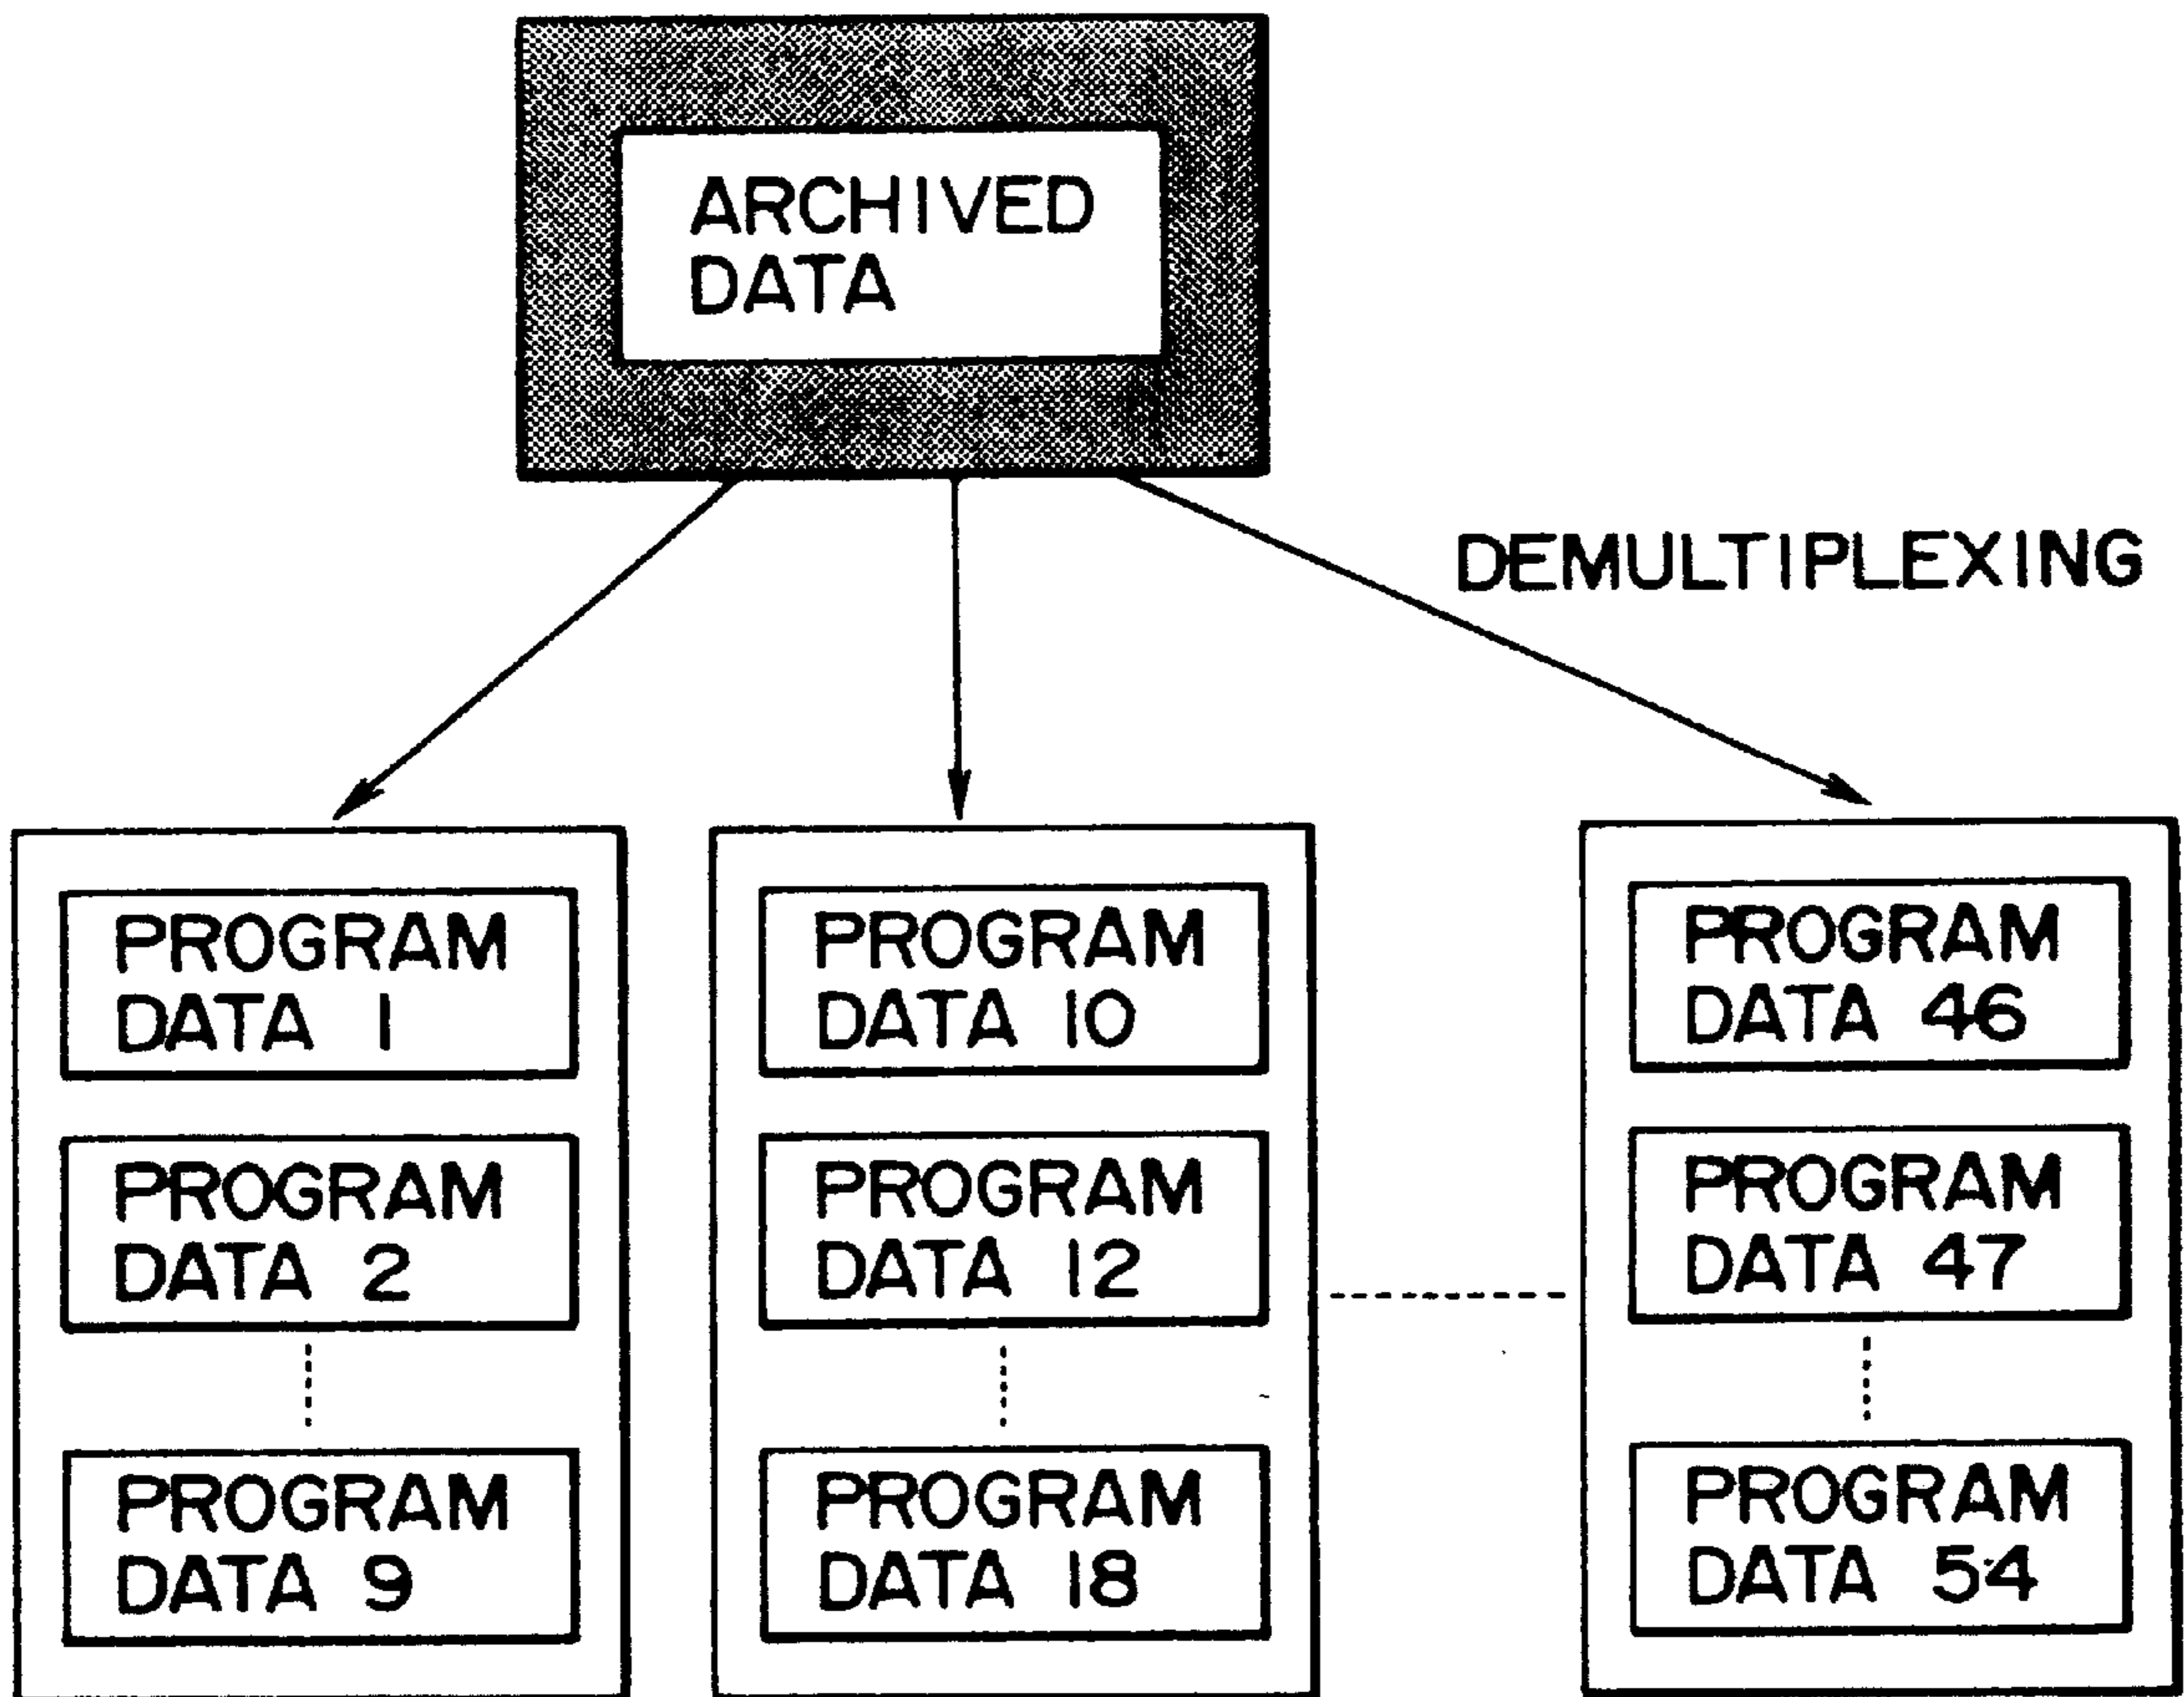 ARCHIVED
DATA
DEMULTIPLEXING
PROGRAM
DATA 1
PROGRAM
DATA 2
PROGRAM
DATA 9
PROGRAM
DATA 10
PROGRAM
DATA 12
PROGRAM
DATA 18
PROGRAM
DATA 46
PROGRAM
DATA 47
PROGRAM
DATA 54